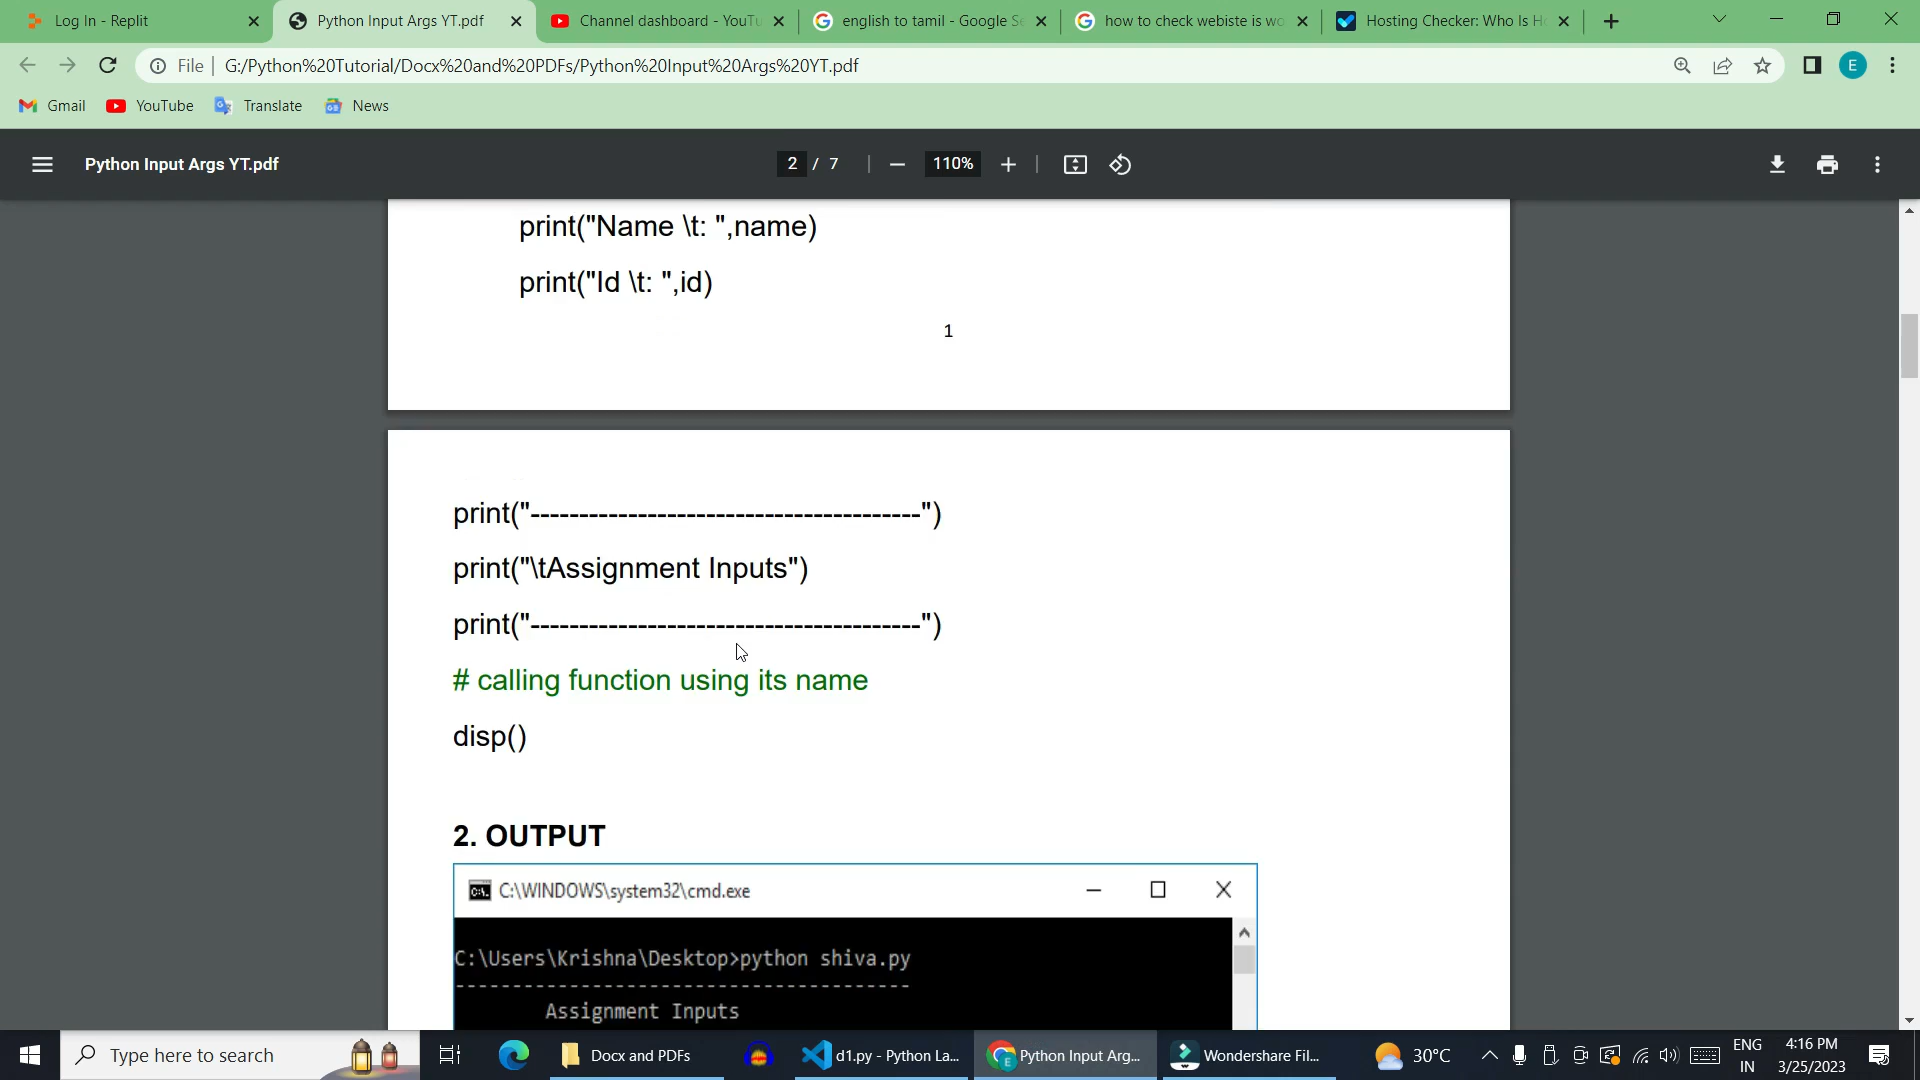 Log In - Replit
Python Input Args YT.pdf
Channel dashboard - YouTu
english to tamil - Google Se
how to check webiste is wo
Hosting Checker: Who Is Ho
File
G:/Python%20Tutorial/Docx%20and%20PDFs/Python%20Input%20Args%20YT.pdf
E
Gmail
YouTube
Translate
News
Python Input Args YT.pdf
2 / 7
110%
print("Name \t: ",name)
print("Id \t: ",id)
1
print("----------------------------------------")
print("\tAssignment Inputs")
print("----------------------------------------")
# calling function using its name
disp()
2. OUTPUT
C:\WINDOWS\system32\cmd.exe
C:\Users\Krishna\Desktop>python shiva.py
----------------------------------------
Assignment Inputs
Type here to search
Docx and PDFs
d1.py - Python La...
Python Input Arg...
Wondershare Fil...
30°C
ENG
IN
4:16 PM
3/25/2023